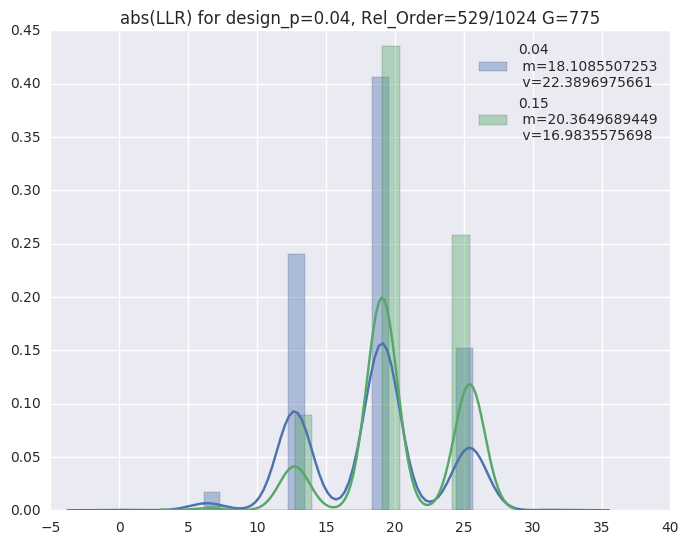 abs(LLR) for design_p=0.04, Rel_Order=529/1024 G=775
0.45
0.40
0.35
0.30
0.25
0.20
0.15
0.10
0.05
0.00
0.04
m=18.1085507253
v=22.3896975661
0.15
m=20.3649689449
v=16.9835575698
−5 0 5 10 15 20 25 30 35 40